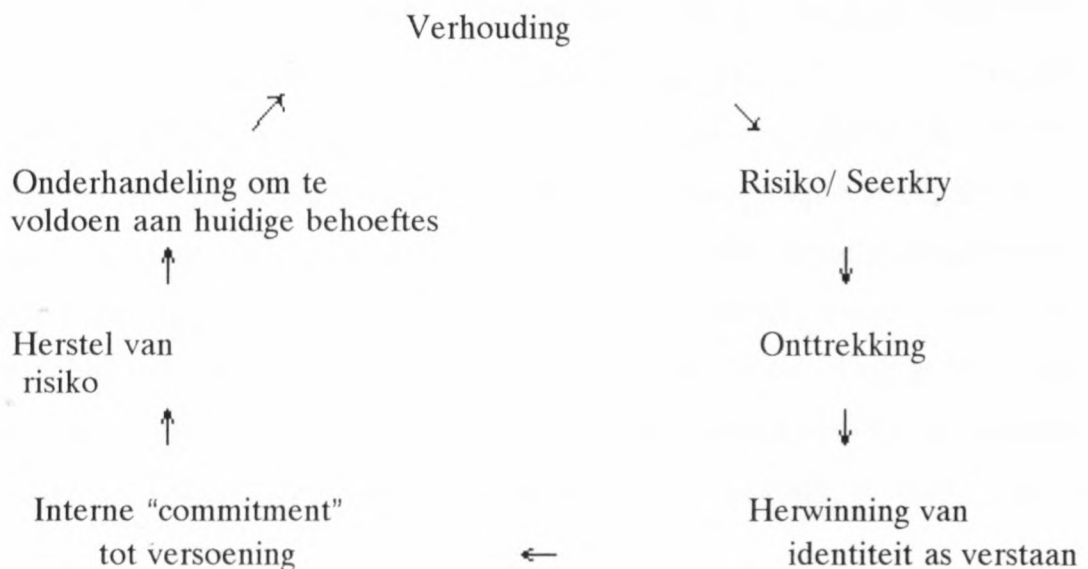 Verhouding
Onderhandeling om te
voldoen aan huidige behoeftes
Risiko/ Seerkry
Herstel van
risiko
Onttrekking
Interne “commitment”
tot versoening
Herwinning van
identiteit as verstaan